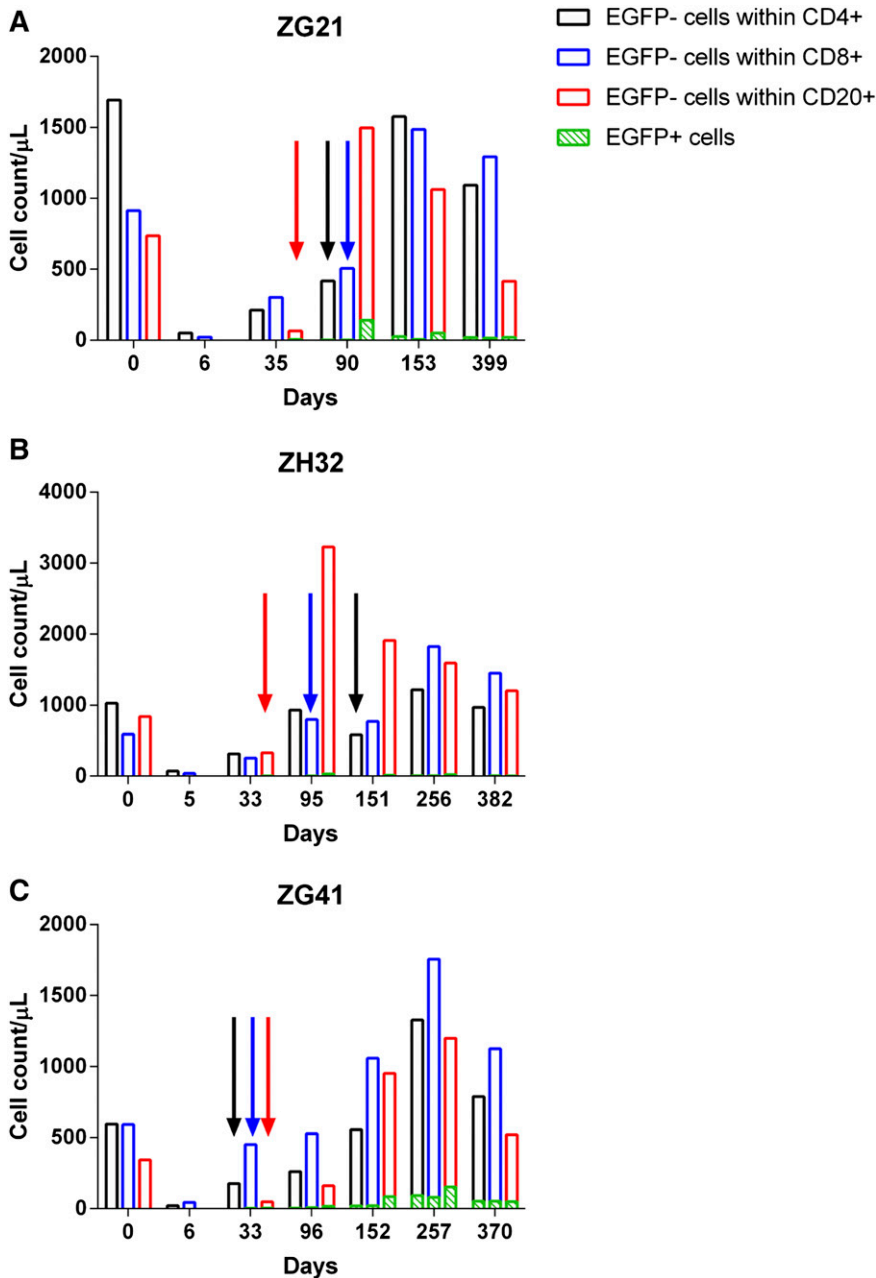 A
ZG21
EGFP- cells within CD4+
EGFP- cells within CD8+
EGFP- cells within CD20+
EGFP+ cells
Cell count/μL
2000
1500
1000
500
0
0 6 35 90 153 399
Days
B
ZH32
Cell count/μL
4000
3000
2000
1000
0
0 5 33 95 151 256 382
Days
C
ZG41
Cell count/μL
2000
1500
1000
500
0
0 6 33 96 152 257 370
Days